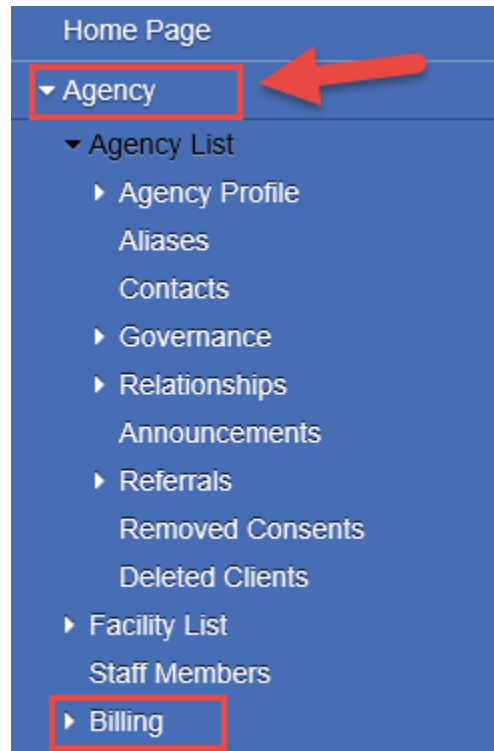 Home Page
Agency
Agency List
Agency Profile
Aliases
Contacts
Governance
Relationships
Announcements
Referrals
Removed Consents
Deleted Clients
Facility List
Staff Members
Billing